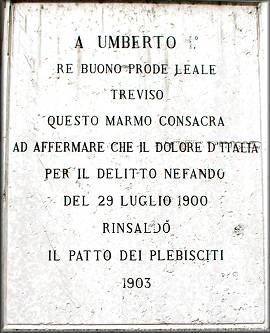 A UMBERTO I°
RE BUONO PRODE LEALE
TREVISO
QUESTO MARMO CONSACRA
AD AFFERMARE CHE IL DOLORE D'ITALIA
PER IL DELITTO NEFANDO
DEL 29 LUGLIO 1900
RINSALDÒ
IL PATTO DEI PLEBISCITI
1903